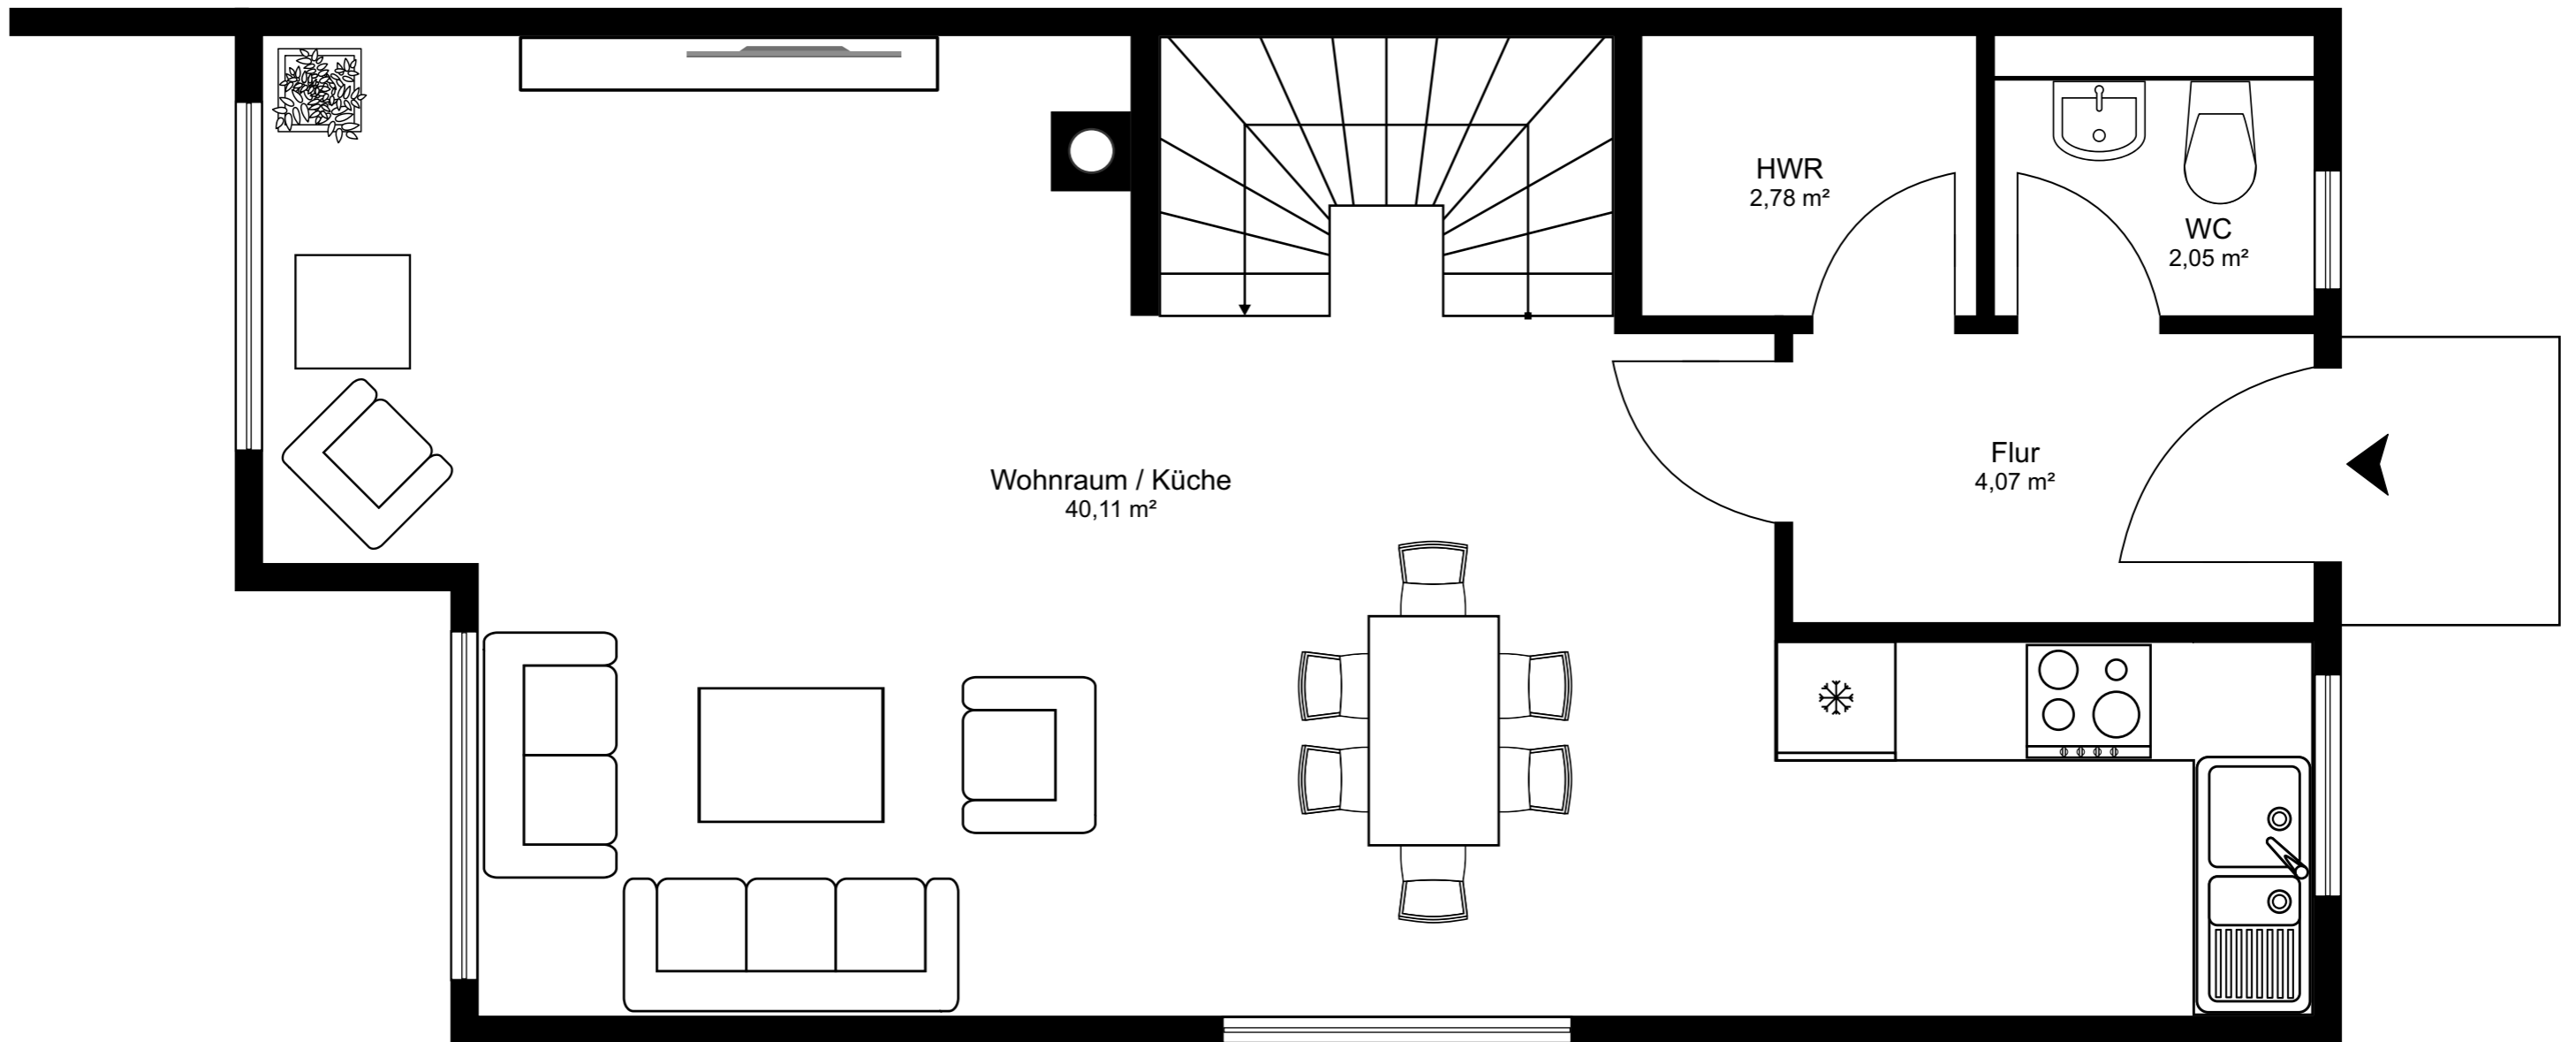 HWR
2,78 m²
WC
2,05 m²
Flur
4,07 m²
Wohnraum / Küche
40,11 m²